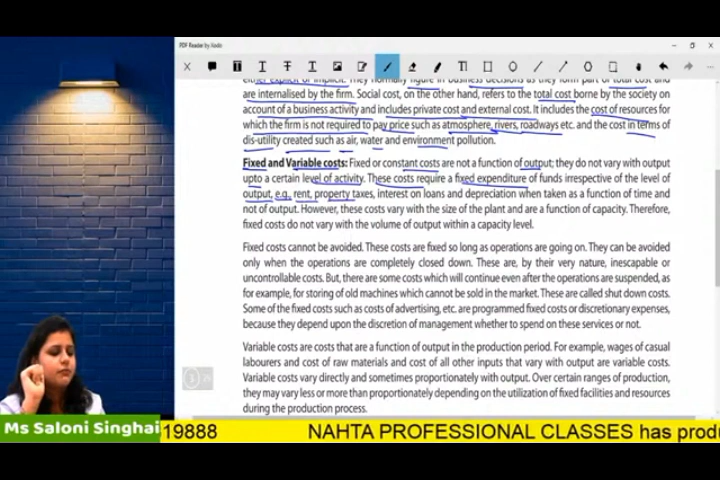 PDF Reader by Xodo
either explicit or implicit. They normally figure in business decisions as they form part of total cost and
are internalised by the firm. Social cost, on the other hand, refers to the total cost borne by the society on
account of a business activity and includes private cost and external cost. It includes the cost of resources for
which the firm is not required to pay price such as atmosphere, rivers, roadways etc. and the cost in terms of
dis-utility created such as air, water and environment pollution.
Fixed and Variable costs: Fixed or constant costs are not a function of output; they do not vary with output
upto a certain level of activity. These costs require a fixed expenditure of funds irrespective of the level of
output, e.g., rent, property taxes, interest on loans and depreciation when taken as a function of time and
not of output. However, these costs vary with the size of the plant and are a function of capacity. Therefore,
fixed costs do not vary with the volume of output within a capacity level.
Fixed costs cannot be avoided. These costs are fixed so long as operations are going on. They can be avoided
only when the operations are completely closed down. These are, by their very nature, inescapable or
uncontrollable costs. But, there are some costs which will continue even after the operations are suspended, as
for example, for storing of old machines which cannot be sold in the market. These are called shut down costs.
Some of the fixed costs such as costs of advertising, etc. are programmed fixed costs or discretionary expenses,
because they depend upon the discretion of management whether to spend on these services or not.
Variable costs are costs that are a function of output in the production period. For example, wages of casual
labourers and cost of raw materials and cost of all other inputs that vary with output are variable costs.
Variable costs vary directly and sometimes proportionately with output. Over certain ranges of production,
they may vary less or more than proportionately depending on the utilization of fixed facilities and resources
during the production process.
Ms Saloni Singhai
19888 NAHTA PROFESSIONAL CLASSES has produ